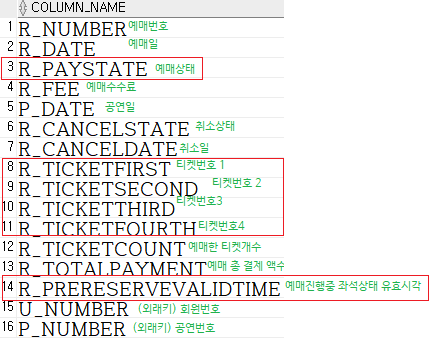 COLUMN_NAME
1 R_NUMBER 예매번호
2 R_DATE 예매일
3 R_PAYSTATE 예매상태
4 R_FEE 예매수수료
5 P_DATE 공연일
6 R_CANCELSTATE 취소상태
7 R_CANCELDATE 취소일
8 R_TICKETFIRST 티켓번호 1
9 R_TICKETSECOND 티켓번호 2
10 R_TICKETTHIRD 티켓번호3
11 R_TICKETFOURTH 티켓번호4
12 R_TICKETCOUNT 예매한 티켓개수
13 R_TOTALPAYMENT 예매 총 결제 액수
14 R_PRERESERVEVALIDTIME 예매진행중 좌석상태 유효시각
15 U_NUMBER (외래키) 회원번호
16 P_NUMBER (외래키) 공연번호